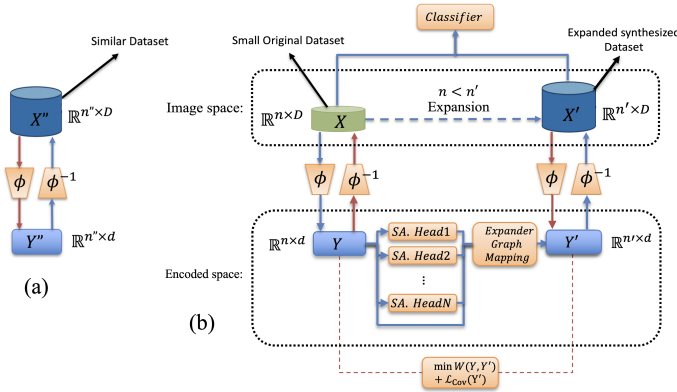 (a)
Similar Dataset
X"
ℝ^{n"×D}
ϕ
ϕ^{-1}
Y"
ℝ^{n"×d}
(b)
Classifier
Small Original Dataset
Expanded synthesized
Dataset
Image space:
ℝ^{n×D}
X
n < n′
Expansion
X′
ℝ^{n′×D}
ϕ
ϕ^{-1}
ϕ
ϕ^{-1}
Encoded space:
ℝ^{n×d}
Y
SA. Head1
SA. Head2
⋮
SA. HeadN
Expander
Graph
Mapping
Y′
ℝ^{n′×d}
min W(Y, Y′)
+ ℒ_{Cov}(Y′)